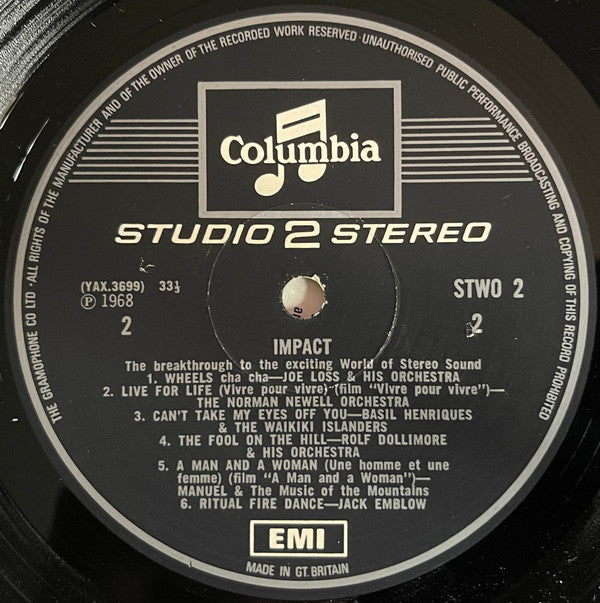 THE GRAMOPHONE CO LTD · ALL RIGHTS OF THE MANUFACTURER AND OF THE OWNER OF THE RECORDED WORK RESERVED · UNAUTHORISED PUBLIC PERFORMANCE BROADCASTING AND COPYING OF THIS RECORD PROHIBITED
Columbia
STUDIO 2 STEREO
(YAX.3699) 33⅓
Ⓟ 1968
2
STWO 2
2
IMPACT
The breakthrough to the exciting World of Stereo Sound
1. WHEELS cha cha—JOE LOSS & HIS ORCHESTRA
2. LIVE FOR LIFE (Vivre pour vivre) (film "Vivre pour vivre")—
THE NORMAN NEWELL ORCHESTRA
3. CAN'T TAKE MY EYES OFF YOU—BASIL HENRIQUES
& THE WAIKIKI ISLANDERS
4. THE FOOL ON THE HILL—ROLF DOLLIMORE
& HIS ORCHESTRA
5. A MAN AND A WOMAN (Une homme et une
femme) (film "A Man and a Woman")—
MANUEL & The Music of the Mountains
6. RITUAL FIRE DANCE—JACK EMBLOW
EMI
MADE IN GT. BRITAIN